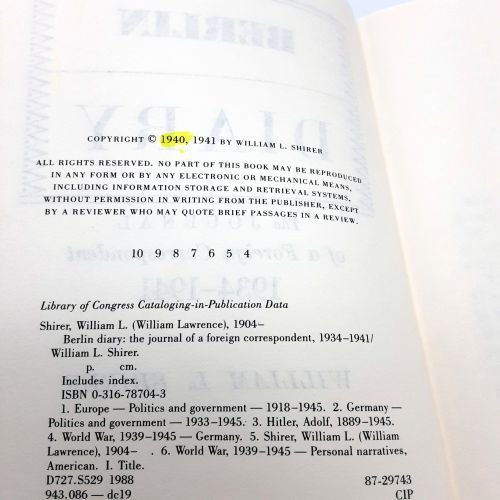 COPYRIGHT © 1940, 1941 BY WILLIAM L. SHIRER
ALL RIGHTS RESERVED. NO PART OF THIS BOOK MAY BE REPRODUCED
IN ANY FORM OR BY ANY ELECTRONIC OR MECHANICAL MEANS,
INCLUDING INFORMATION STORAGE AND RETRIEVAL SYSTEMS,
WITHOUT PERMISSION IN WRITING FROM THE PUBLISHER, EXCEPT
BY A REVIEWER WHO MAY QUOTE BRIEF PASSAGES IN A REVIEW.
10 9 8 7 6 5 4
Library of Congress Cataloging-in-Publication Data
Shirer, William L. (William Lawrence), 1904–
Berlin diary: the journal of a foreign correspondent, 1934–1941/
William L. Shirer.
p. cm.
Includes index.
ISBN 0-316-78704-3
1. Europe — Politics and government — 1918–1945. 2. Germany —
Politics and government — 1933–1945. 3. Hitler, Adolf, 1889–1945.
4. World War, 1939–1945 — Germany. 5. Shirer, William L. (William
Lawrence), 1904– . 6. World War, 1939–1945 — Personal narratives,
American. I. Title.
D727.S529 1988 87-29743
943.086 — dc19 CIP